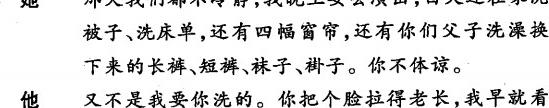 被子、洗床单,还有四幅窗帘,还有你们父子洗澡换
下来的长裤、短裤、袜子、褂子。你不体谅。
他 又不是我要你洗的。你把个脸拉得老长,我早就看